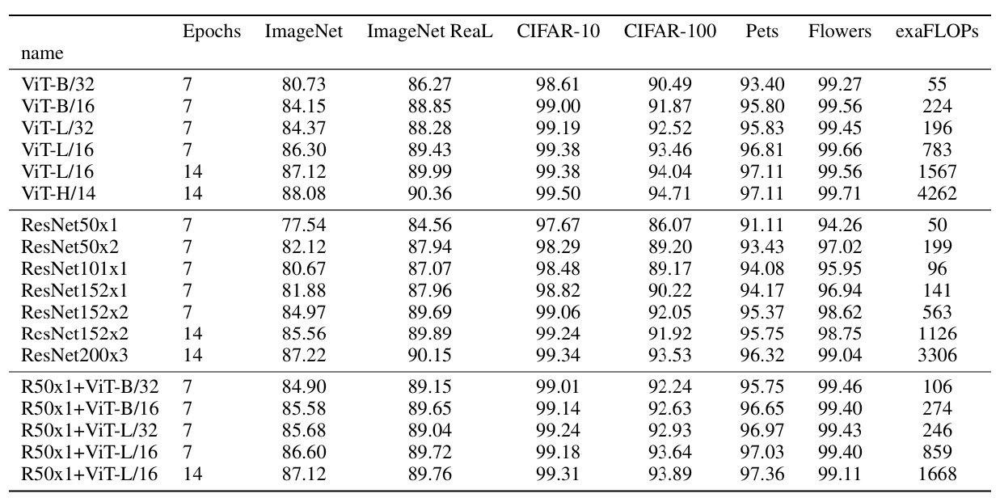 Epochs ImageNet ImageNet ReaL CIFAR-10 CIFAR-100 Pets Flowers exaFLOPs
name
ViT-B/32 7 80.73 86.27 98.61 90.49 93.40 99.27 55
ViT-B/16 7 84.15 88.85 99.00 91.87 95.80 99.56 224
ViT-L/32 7 84.37 88.28 99.19 92.52 95.83 99.45 196
ViT-L/16 7 86.30 89.43 99.38 93.46 96.81 99.66 783
ViT-L/16 14 87.12 89.99 99.38 94.04 97.11 99.56 1567
ViT-H/14 14 88.08 90.36 99.50 94.71 97.11 99.71 4262
ResNet50x1 7 77.54 84.56 97.67 86.07 91.11 94.26 50
ResNet50x2 7 82.12 87.94 98.29 89.20 93.43 97.02 199
ResNet101x1 7 80.67 87.07 98.48 89.17 94.08 95.95 96
ResNet152x1 7 81.88 87.96 98.82 90.22 94.17 96.94 141
ResNet152x2 7 84.97 89.69 99.06 92.05 95.37 98.62 563
ResNet152x2 14 85.56 89.89 99.24 91.92 95.75 98.75 1126
ResNet200x3 14 87.22 90.15 99.34 93.53 96.32 99.04 3306
R50x1+ViT-B/32 7 84.90 89.15 99.01 92.24 95.75 99.46 106
R50x1+ViT-B/16 7 85.58 89.65 99.14 92.63 96.65 99.40 274
R50x1+ViT-L/32 7 85.68 89.04 99.24 92.93 96.97 99.43 246
R50x1+ViT-L/16 7 86.60 89.72 99.18 93.64 97.03 99.40 859
R50x1+ViT-L/16 14 87.12 89.76 99.31 93.89 97.36 99.11 1668